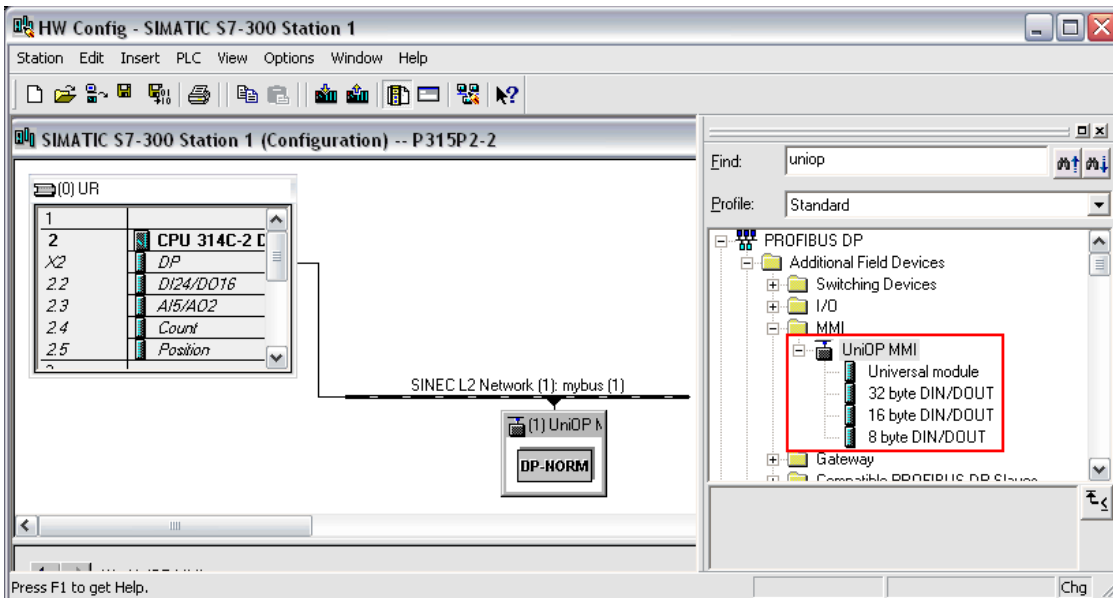 HW Config - SIMATIC S7-300 Station 1
Station Edit Insert PLC View Options Window Help
SIMATIC S7-300 Station 1 (Configuration) -- P315P2-2
(0) UR
1
2 CPU 314C-2 D
X2 DP
2.2 DI24/DO16
2.3 AI5/AO2
2.4 Count
2.5 Position
SINEC L2 Network (1): mybus (1)
(1) UniOP M
DP-NORM
Find: uniop
Profile: Standard
PROFIBUS DP
Additional Field Devices
Switching Devices
I/O
MMI
UniOP MMI
Universal module
32 byte DIN/DOUT
16 byte DIN/DOUT
8 byte DIN/DOUT
Gateway
Compatible PROFIBUS DP Slaves
Press F1 to get Help.
Chg